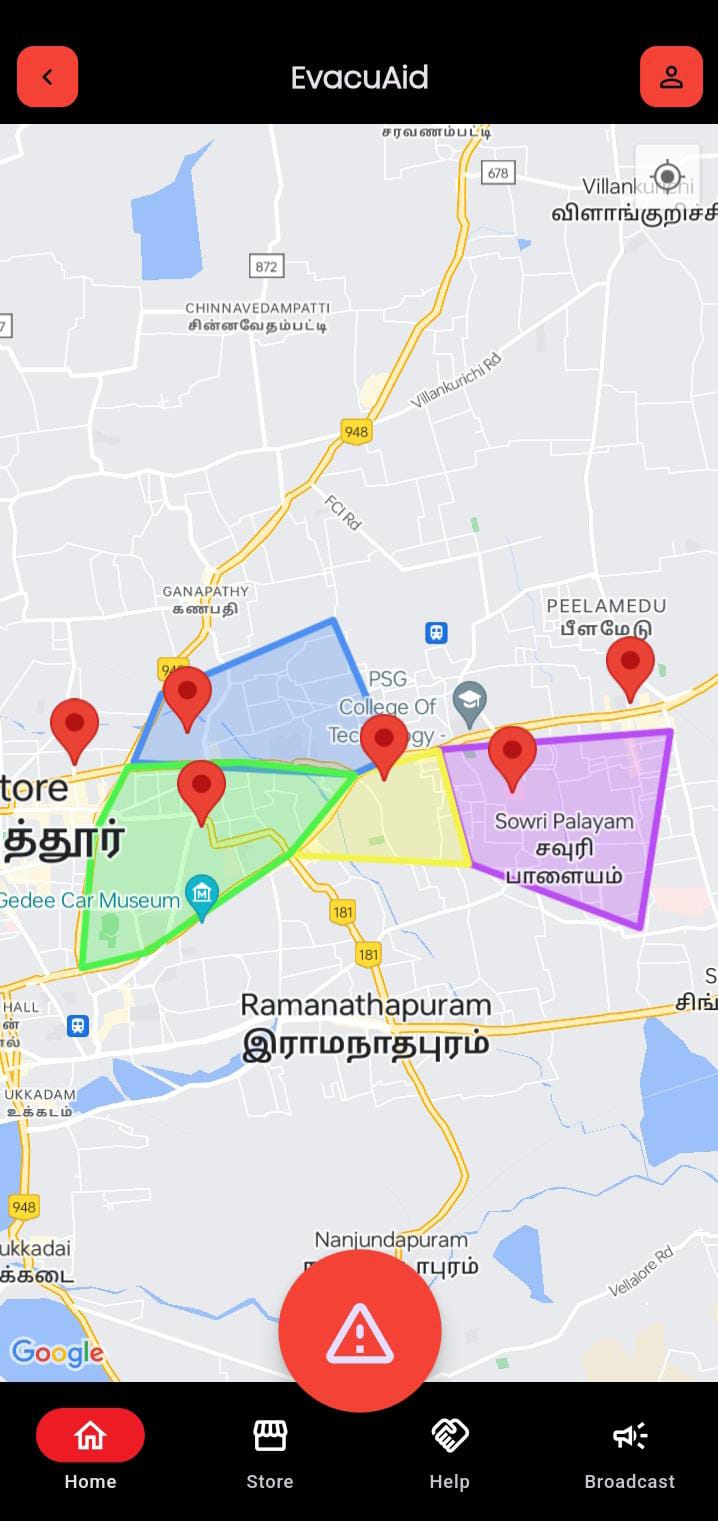 EvacuAid
சரவணம்பட்டி
678
Villankurichi
விளாங்குறிச்சி
872
7
CHINNAVEDAMPATTI
சின்னவேதம்பட்டி
Villankurichi Rd
948
FCI Rd
GANAPATHY
கணபதி
PEELAMEDU
பீளமேடு
948
PSG
College Of
Technology -
tore
த்தூர்
Sowri Palayam
சவுரி
பாளையம்
Gedee Car Museum
181
181
S
சிங்
Ramanathapuram
இராமநாதபுரம்
HALL
ன்
ால்
UKKADAM
உக்கடம்
948
Nanjundapuram
ாபுரம்
ukkadai
க்கடை
Vellalore Rd
Google
Home
Store
Help
Broadcast